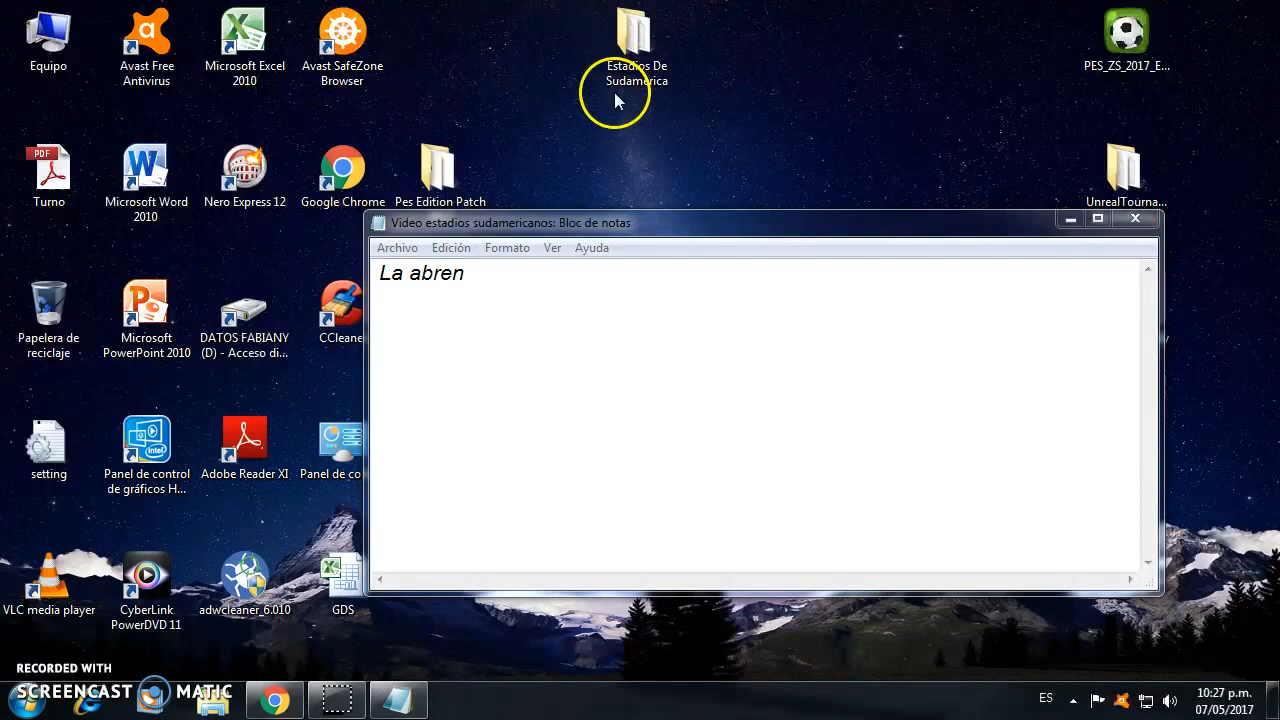 Equipo
Avast Free
Antivirus
Microsoft Excel
2010
Avast SafeZone
Browser
Estadios De
Sudamerica
PES_ZS_2017_E...
PDF
Turno
Microsoft Word
2010
Nero Express 12
Google Chrome
Pes Edition Patch
UnrealTourna...
Video estadios sudamericanos: Bloc de notas
Archivo Edición Formato Ver Ayuda
La abren
Papelera de
reciclaje
Microsoft
PowerPoint 2010
DATOS FABIANY
(D) - Acceso di...
CCleane
setting
intel
Panel de control
de gráficos H...
Adobe Reader XI
Panel de co
VLC media player
CyberLink
PowerDVD 11
adwcleaner_6.010
GDS
RECORDED WITH
SCREENCAST MATIC
ES
10:27 p.m.
07/05/2017